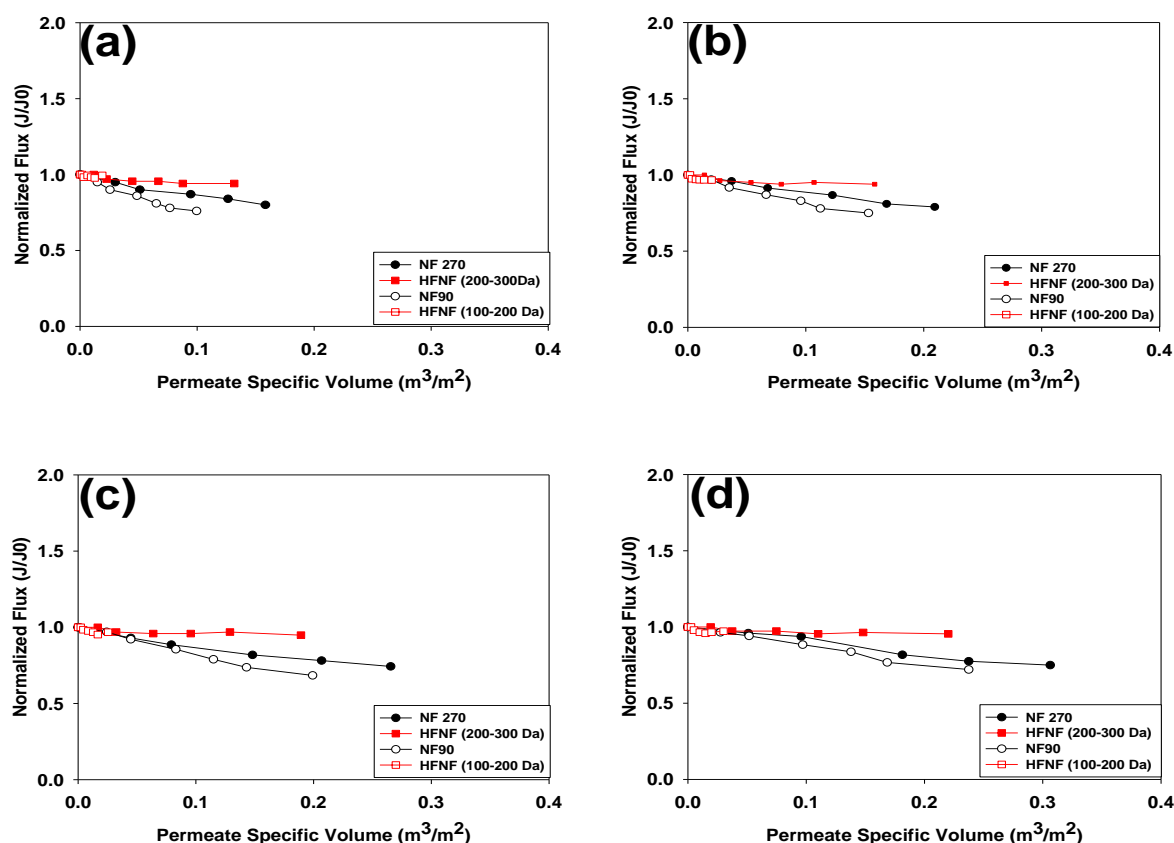 (a)
2.0
1.5
1.0
0.5
0.0
Normalized Flux (J/J0)
NF 270
HFNF (200-300Da)
NF90
HFNF (100-200 Da)
0.0 0.1 0.2 0.3 0.4
Permeate Specific Volume (m³/m²)
(b)
2.0
1.5
1.0
0.5
0.0
Normalized Flux (J/J0)
NF 270
HFNF (200-300 Da)
NF90
HFNF (100-200 Da)
0.0 0.1 0.2 0.3 0.4
Permeate Specific Volume (m³/m²)
(c)
2.0
1.5
1.0
0.5
0.0
Normalized Flux (J/J0)
NF 270
HFNF (200-300 Da)
NF90
HFNF (100-200 Da)
0.0 0.1 0.2 0.3 0.4
Permeate Specific Volume (m³/m²)
(d)
2.0
1.5
1.0
0.5
0.0
Normalized Flux (J/J0)
NF 270
HFNF (200-300 Da)
NF90
HFNF (100-200 Da)
0.0 0.1 0.2 0.3 0.4
Permeate Specific Volume (m³/m²)